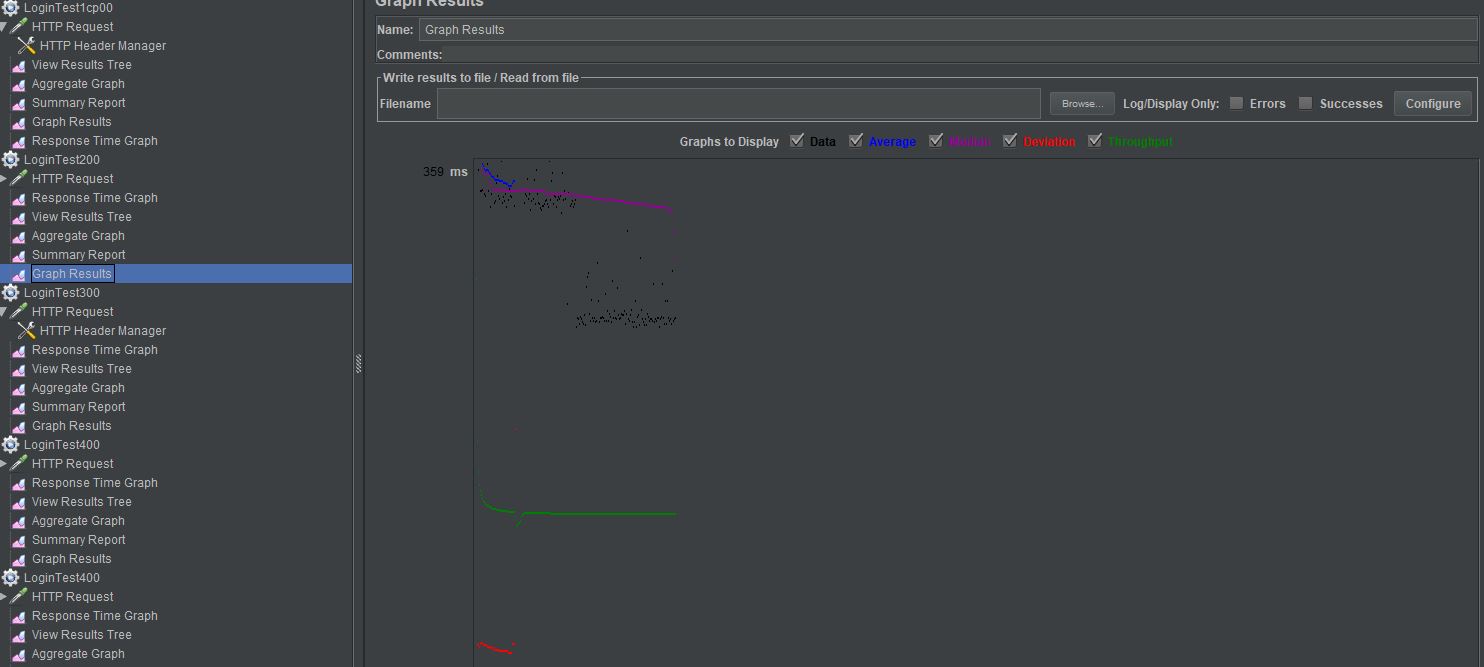 LoginTest1cp00
HTTP Request
HTTP Header Manager
View Results Tree
Aggregate Graph
Summary Report
Graph Results
Response Time Graph
LoginTest200
HTTP Request
Response Time Graph
View Results Tree
Aggregate Graph
Summary Report
Graph Results
LoginTest300
HTTP Request
HTTP Header Manager
Response Time Graph
View Results Tree
Aggregate Graph
Summary Report
Graph Results
LoginTest400
HTTP Request
Response Time Graph
View Results Tree
Aggregate Graph
Summary Report
Graph Results
LoginTest400
HTTP Request
Response Time Graph
View Results Tree
Aggregate Graph
Graph Results
Name: Graph Results
Comments:
Write results to file / Read from file
Filename Browse... Log/Display Only: Errors Successes Configure
Graphs to Display Data Average Median Deviation Throughput
359 ms